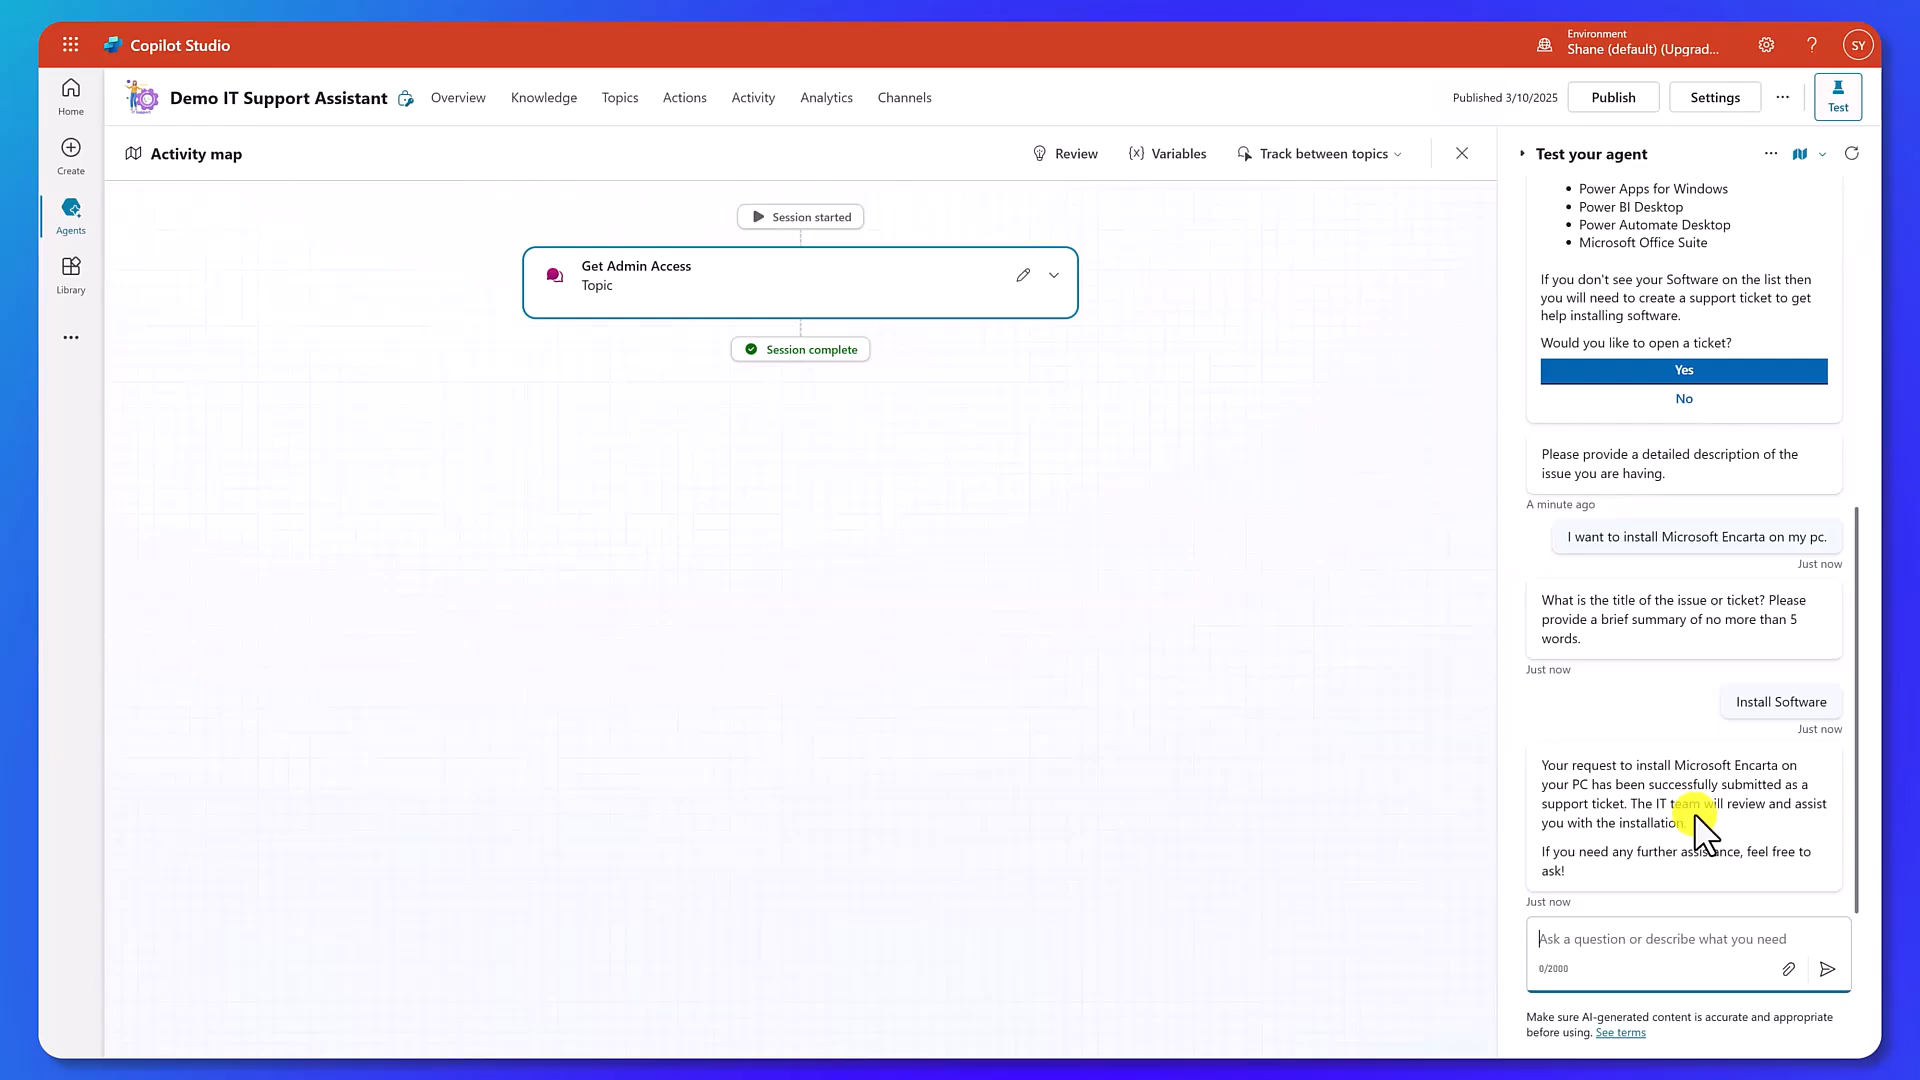 Copilot Studio
Environment
Shane (default) (Upgrad...
SY
Home
Create
Agents
Library
Demo IT Support Assistant
Overview
Knowledge
Topics
Actions
Activity
Analytics
Channels
Published 3/10/2025
Publish
Settings
Test
Activity map
Review
Variables
Track between topics
Session started
Get Admin Access
Topic
Session complete
Test your agent
• Power Apps for Windows
• Power BI Desktop
• Power Automate Desktop
• Microsoft Office Suite
If you don't see your Software on the list then
you will need to create a support ticket to get
help installing software.
Would you like to open a ticket?
Yes
No
Please provide a detailed description of the
issue you are having.
A minute ago
I want to install Microsoft Encarta on my pc.
Just now
What is the title of the issue or ticket? Please
provide a brief summary of no more than 5
words.
Just now
Install Software
Just now
Your request to install Microsoft Encarta on
your PC has been successfully submitted as a
support ticket. The IT team will review and assist
you with the installation.
If you need any further assistance, feel free to
ask!
Just now
Ask a question or describe what you need
0/2000
Make sure AI-generated content is accurate and appropriate
before using. See terms